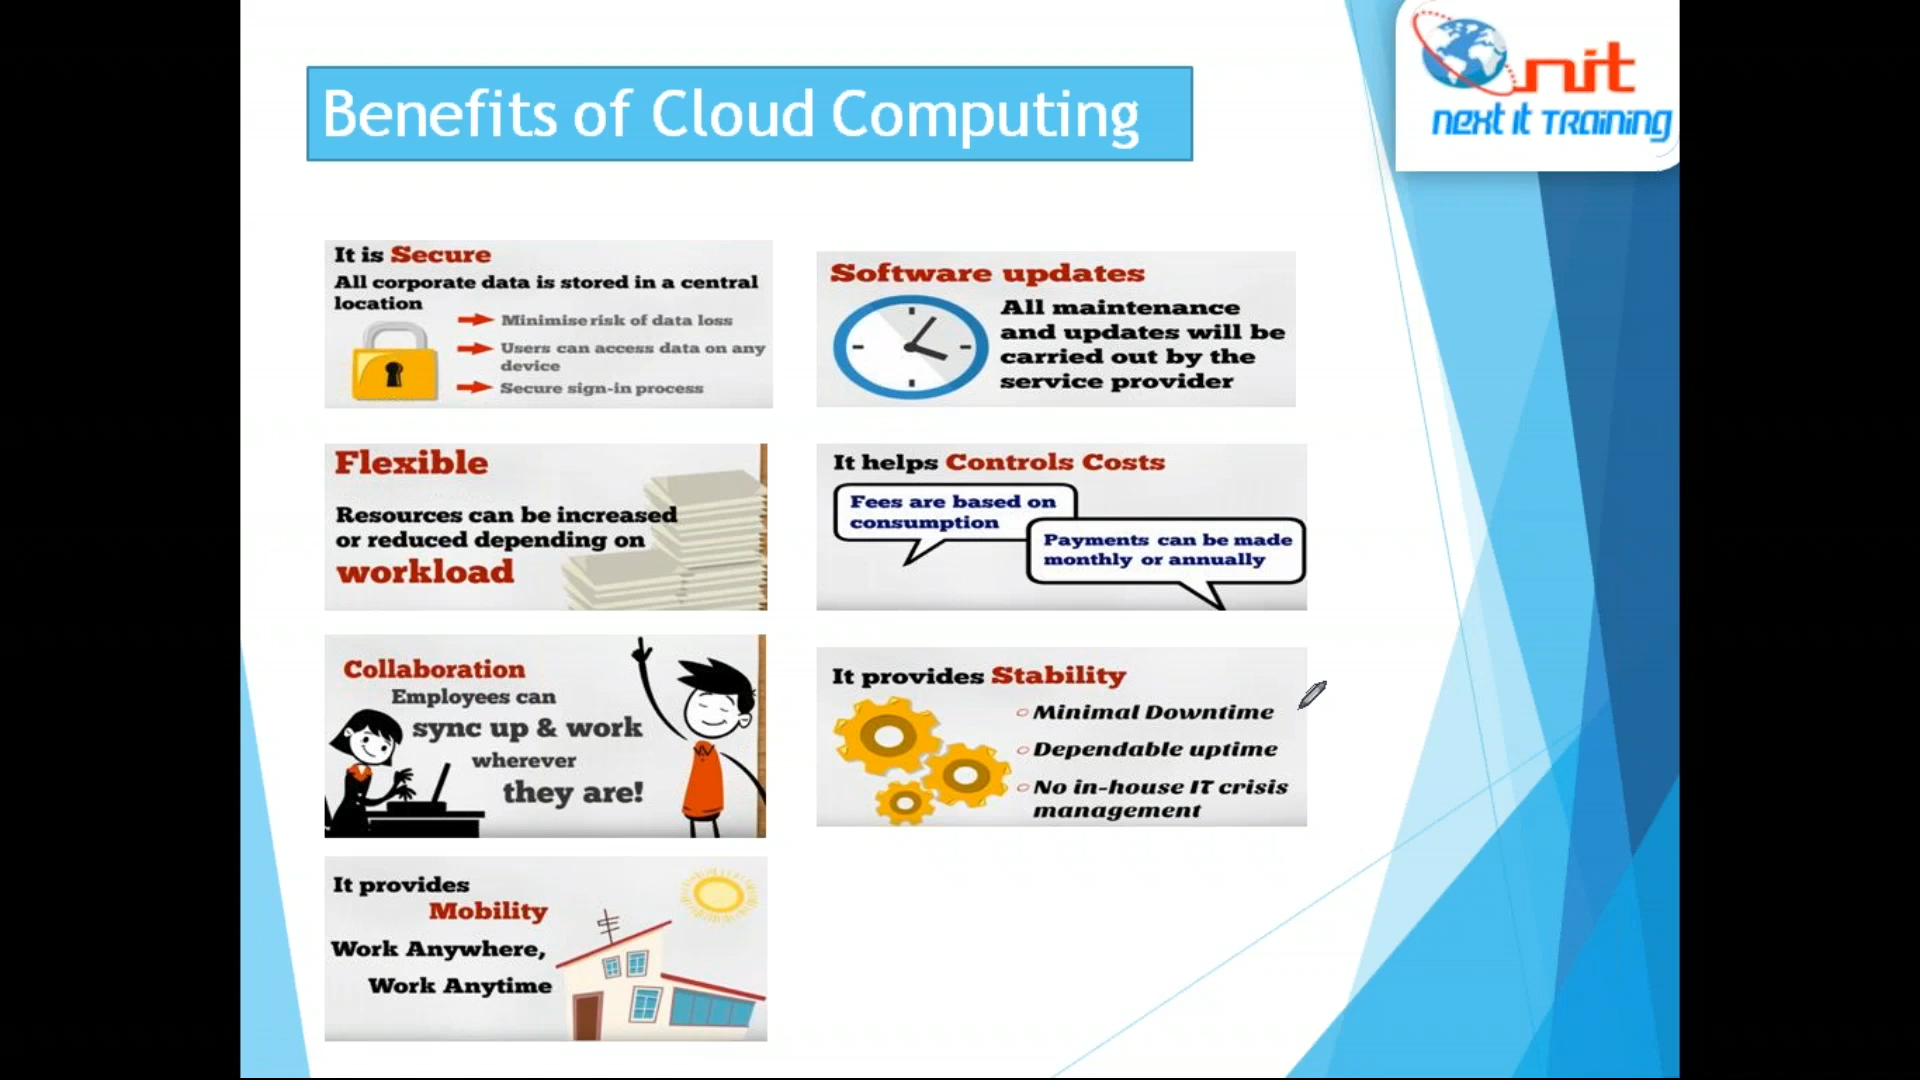 Benefits of Cloud Computing
nit
NEXT IT TRAINING
It is Secure
All corporate data is stored in a central
location
Minimise risk of data loss
Users can access data on any
device
Secure sign-in process
Software updates
All maintenance
and updates will be
carried out by the
service provider
Flexible
Resources can be increased
or reduced depending on
workload
It helps Controls Costs
Fees are based on
consumption
Payments can be made
monthly or annually
Collaboration
Employees can
sync up & work
wherever
they are!
It provides Stability
Minimal Downtime
Dependable uptime
No in-house IT crisis
management
It provides
Mobility
Work Anywhere,
Work Anytime